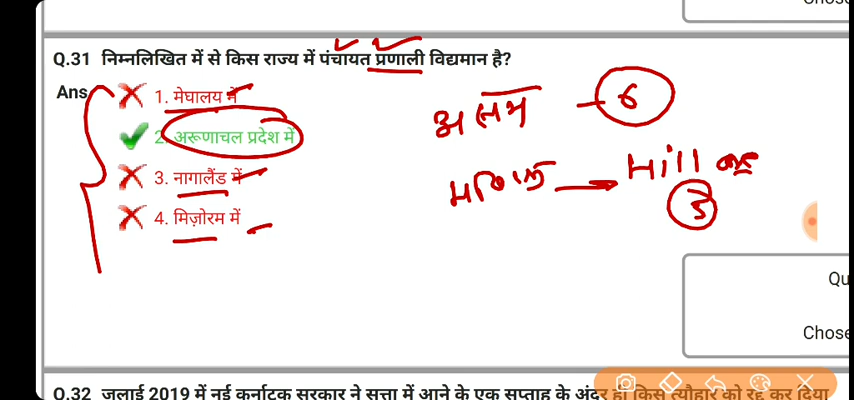 Chose
Q.31 निम्नलिखित में से किस राज्य में पंचायत प्रणाली विद्यमान है?
Ans
1. मेघालय में
2. अरूणाचल प्रदेश में
3. नागालैंड में
4. मिज़ोरम में
असम – 6
Hill
3
Qu
Chose
Q.32 जुलाई 2019 में नई कर्नाटक सरकार ने सत्ता में आने के एक सप्ताह के अंदर ही किस त्यौहार को रद्द कर दिया